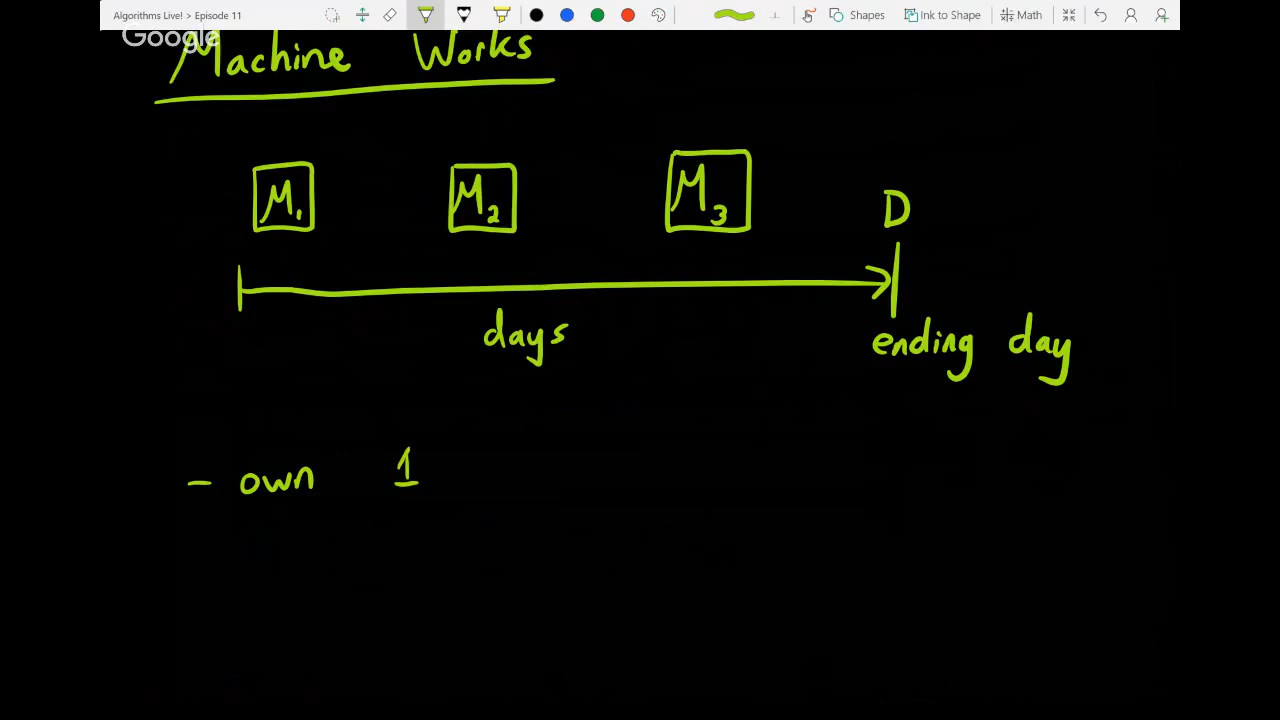 Algorithms Live! > Episode 11
Shapes
Ink to Shape
Math
Google
Machine Works
M1 M2 M3 D
days
ending day
- own 1